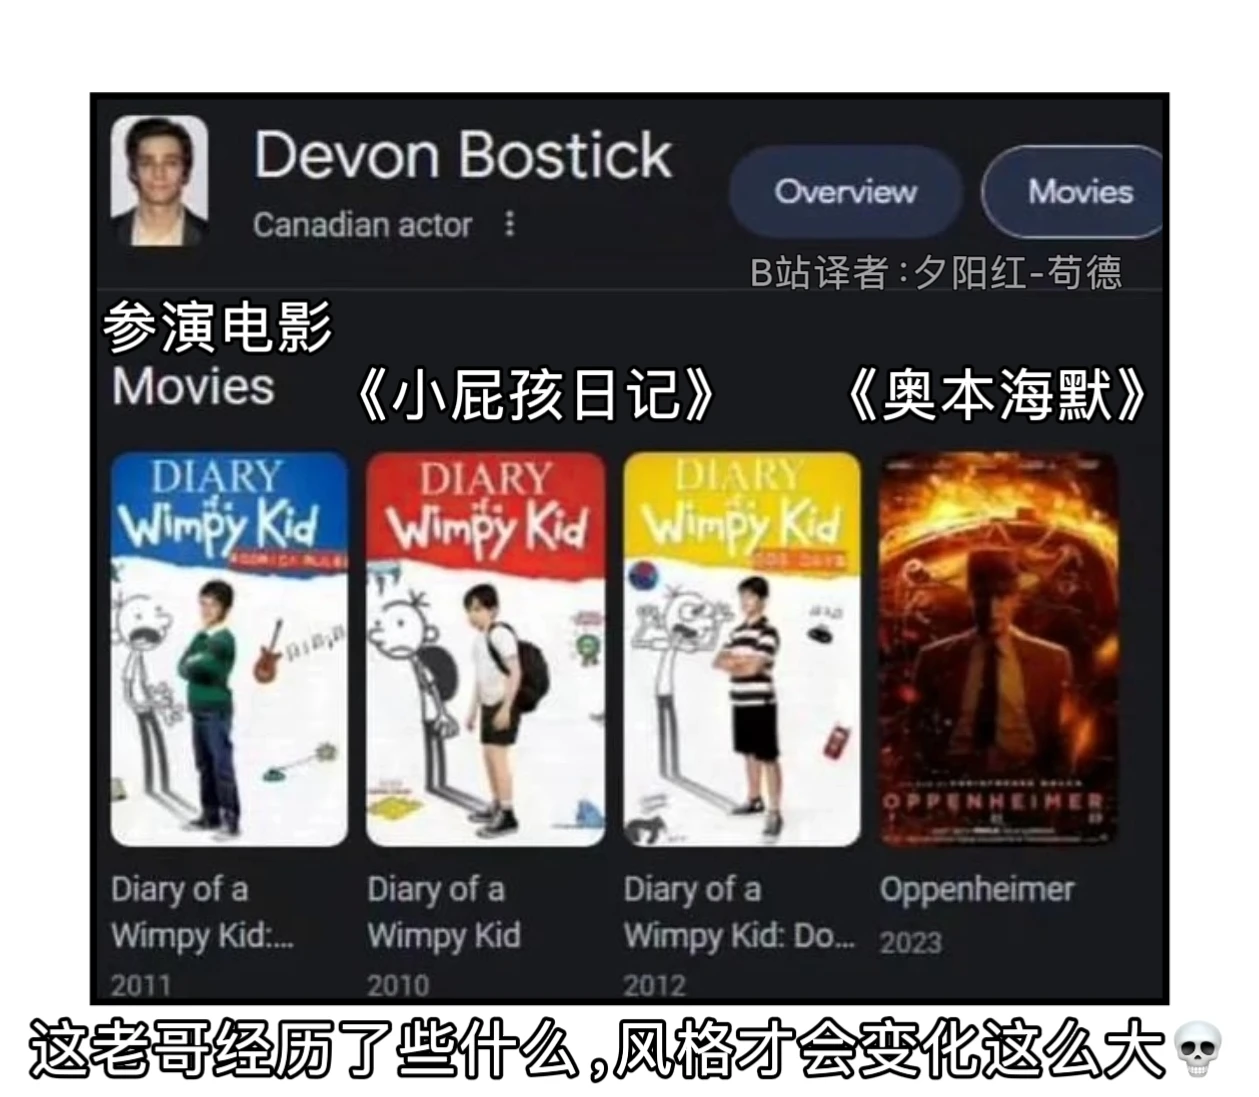 Devon Bostick
Overview
Movies
Canadian actor
B站译者:夕阳红-苟德
参演电影
Movies
《小屁孩日记》
《奥本海默》
DIARY
of a
Wimpy Kid
RODRICK RULES
DIARY
of a
Wimpy Kid
DIARY
of a
Wimpy Kid
DOG DAYS
OPPENHEIMER
Diary of a
Wimpy Kid:...
2011
Diary of a
Wimpy Kid
2010
Diary of a
Wimpy Kid: Do...
2012
Oppenheimer
2023
这老哥经历了些什么,风格才会变化这么大💀